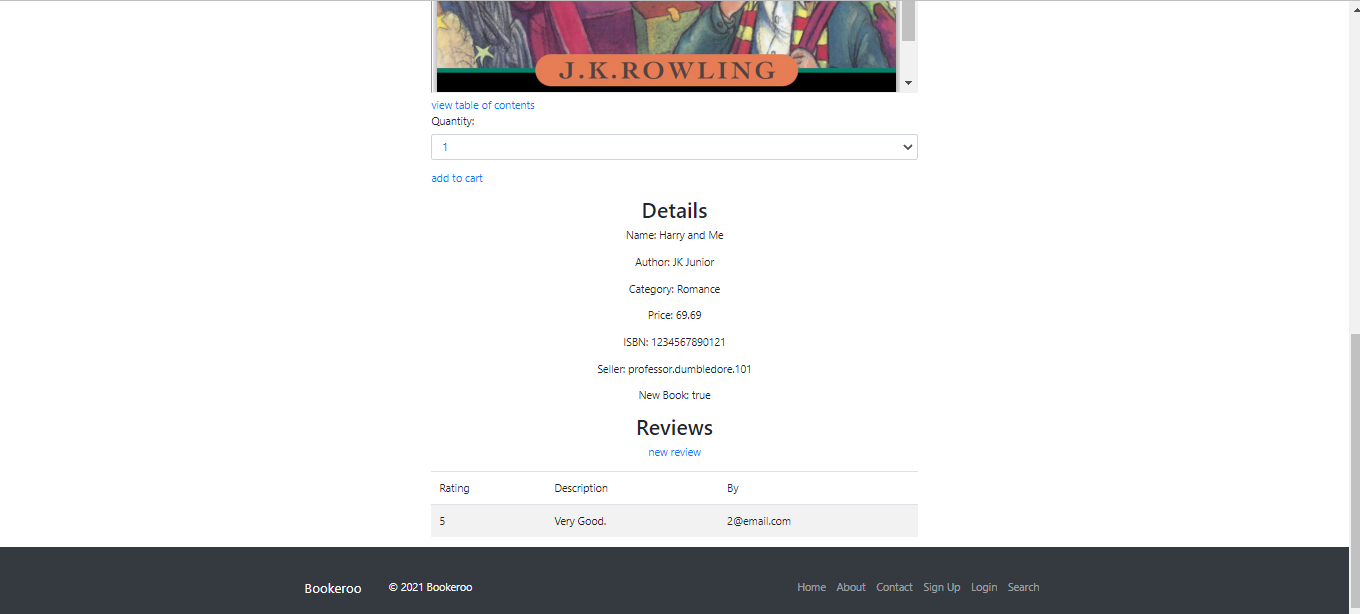 J.K.ROWLING
view table of contents
Quantity:
1
add to cart
Details
Name: Harry and Me
Author: JK Junior
Category: Romance
Price: 69.69
ISBN: 1234567890121
Seller: professor.dumbledore.101
New Book: true
Reviews
new review
Rating Description By
5 Very Good. 2@email.com
Bookeroo © 2021 Bookeroo Home About Contact Sign Up Login Search